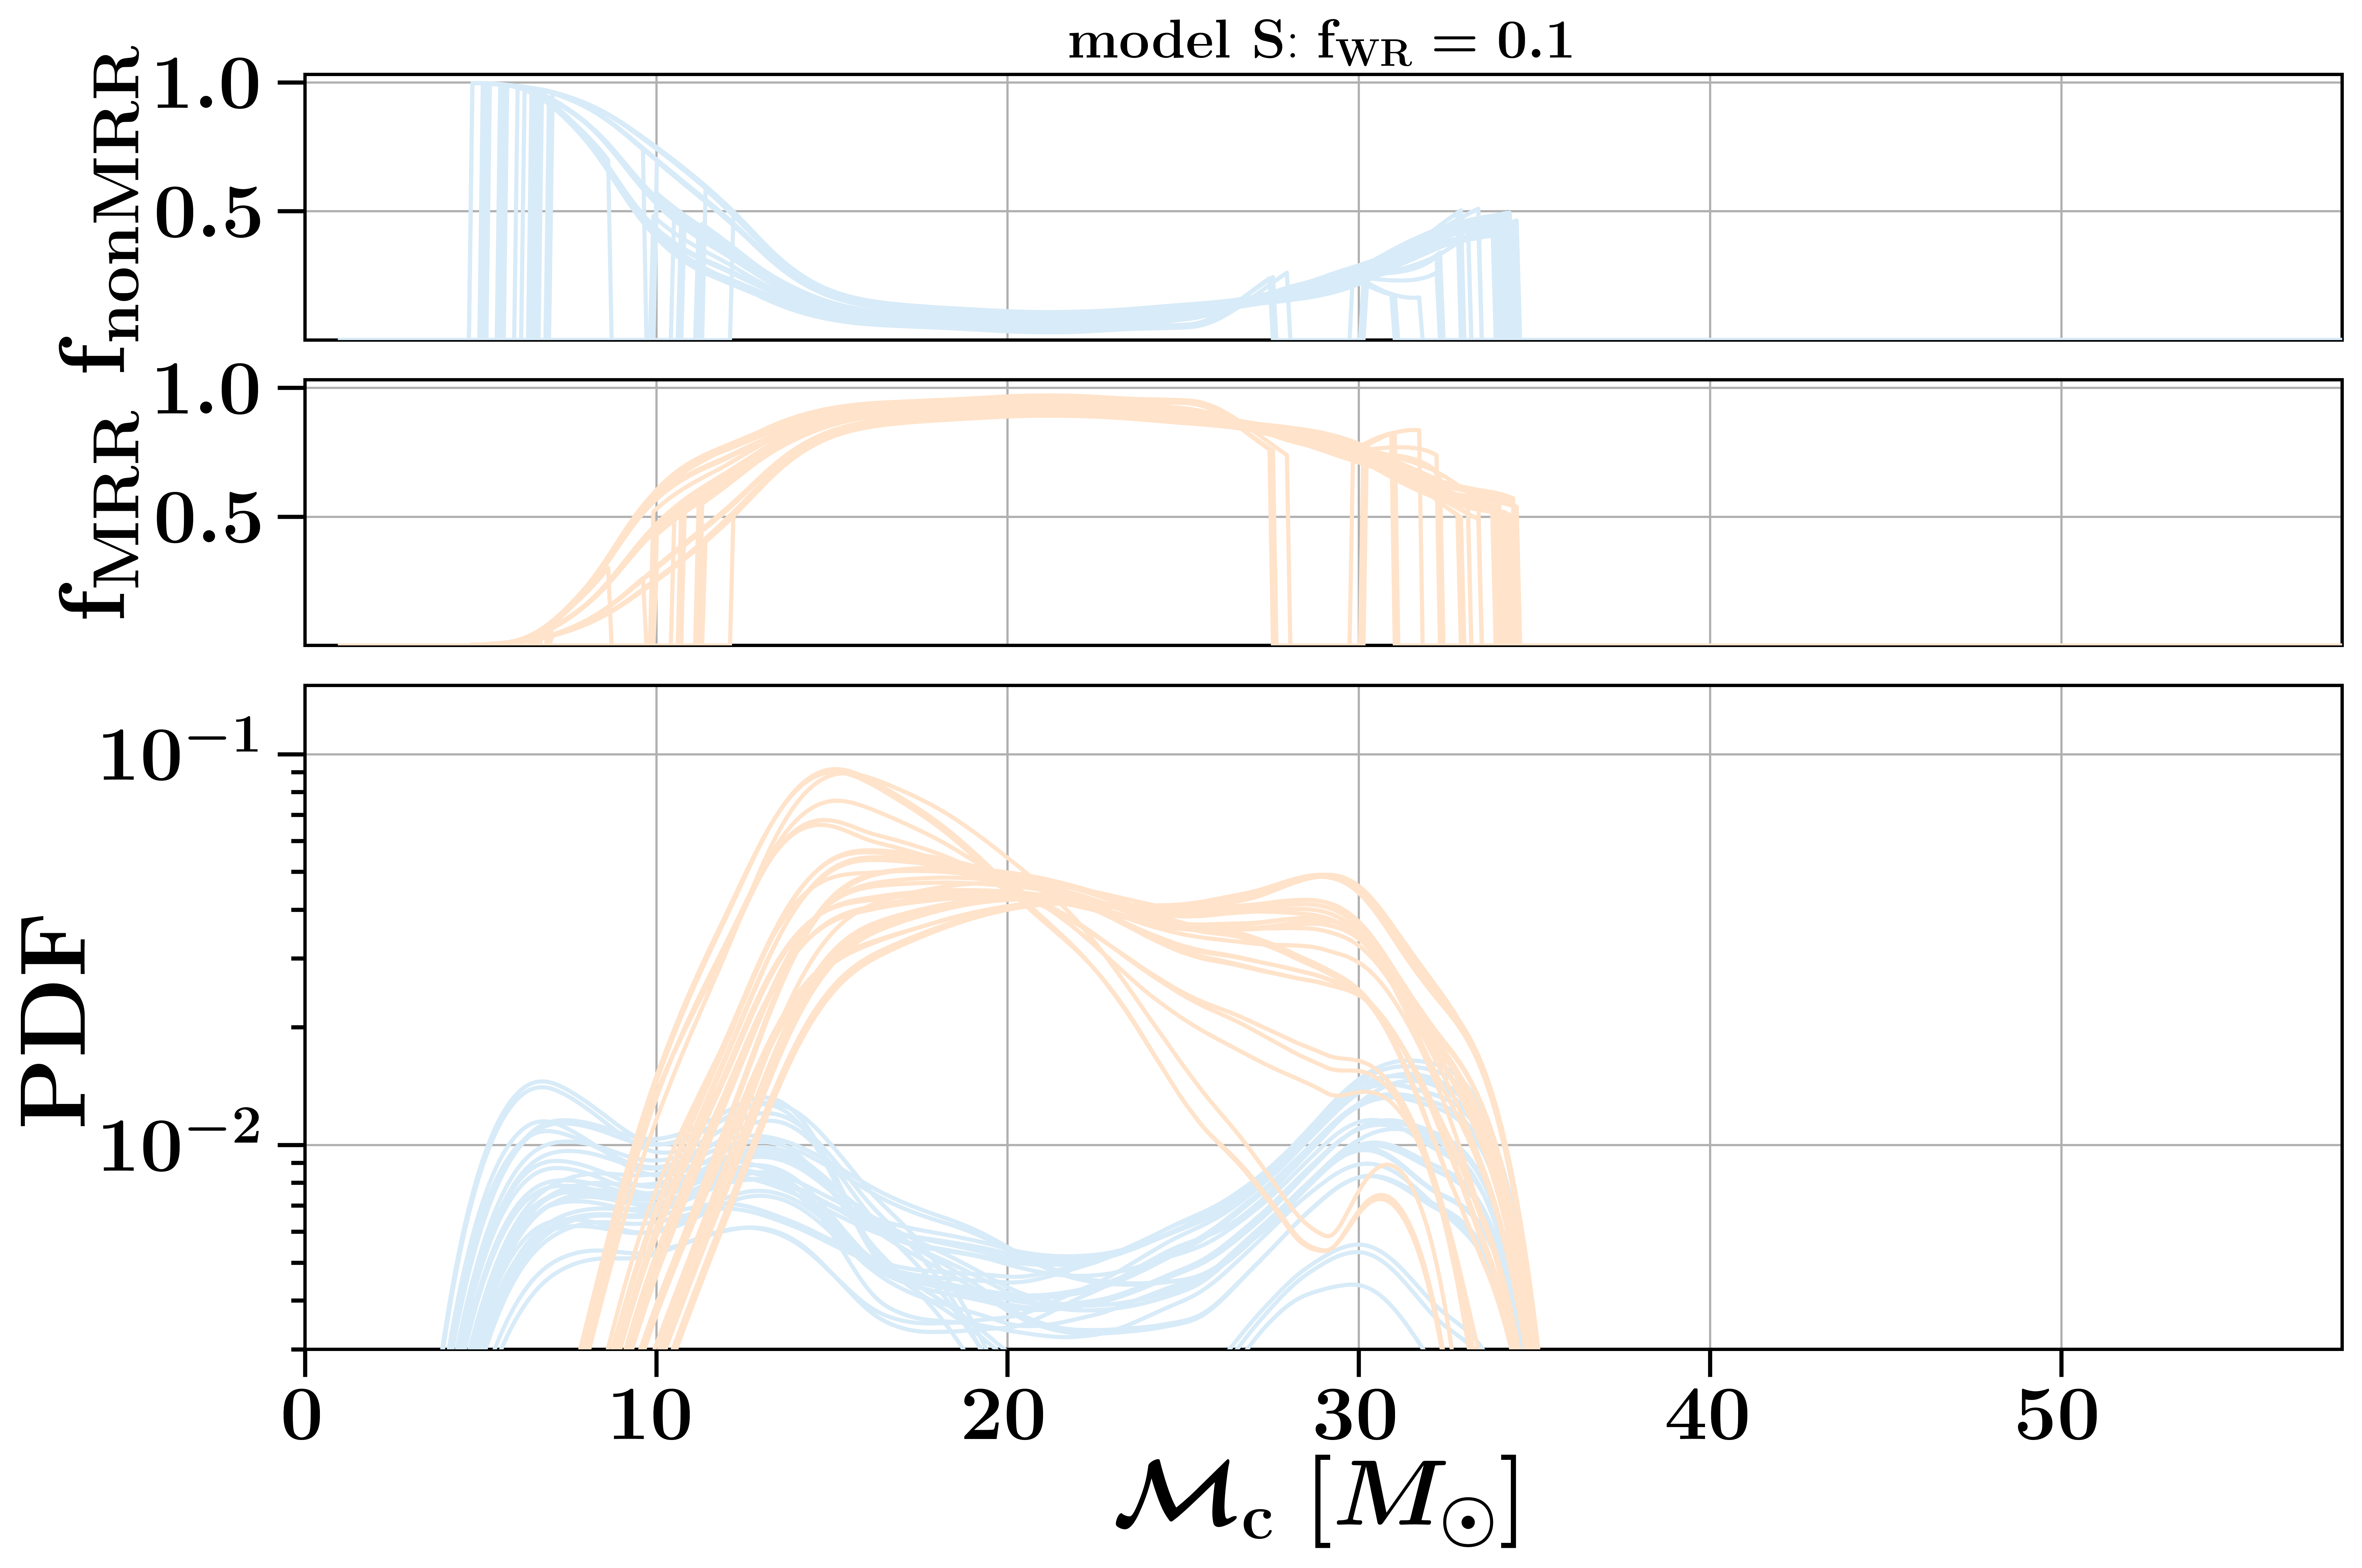 model S: f_WR = 0.1
f_nonMRR
1.0
0.5
f_MRR
1.0
0.5
PDF
10⁻¹
10⁻²
0 10 20 30 40 50
ℳ_c [M_⊙]